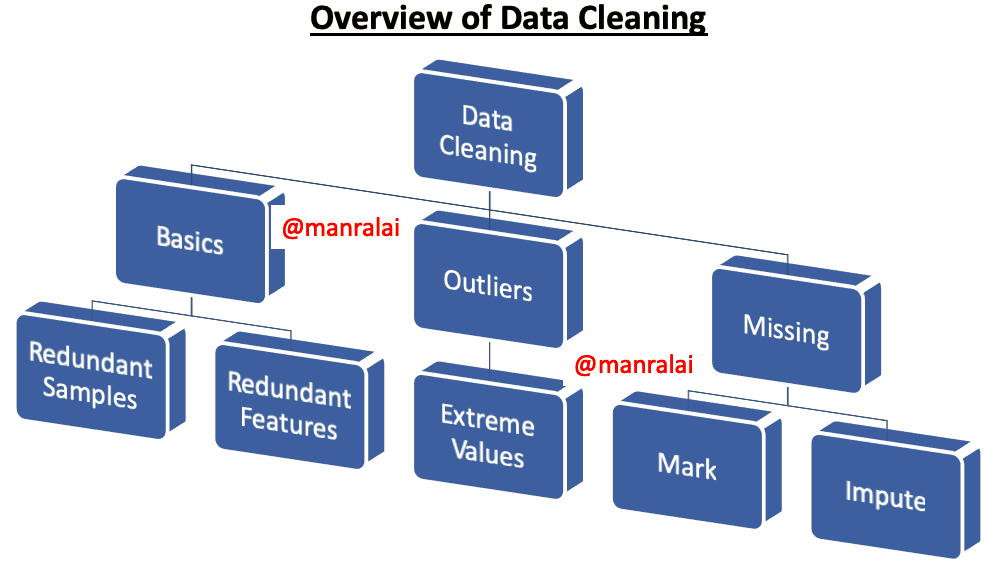 Overview of Data Cleaning
Data
Cleaning
Basics
@manralai
Outliers
Missing
Redundant
Samples
Redundant
Features
Extreme
Values
@manralai
Mark
Impute